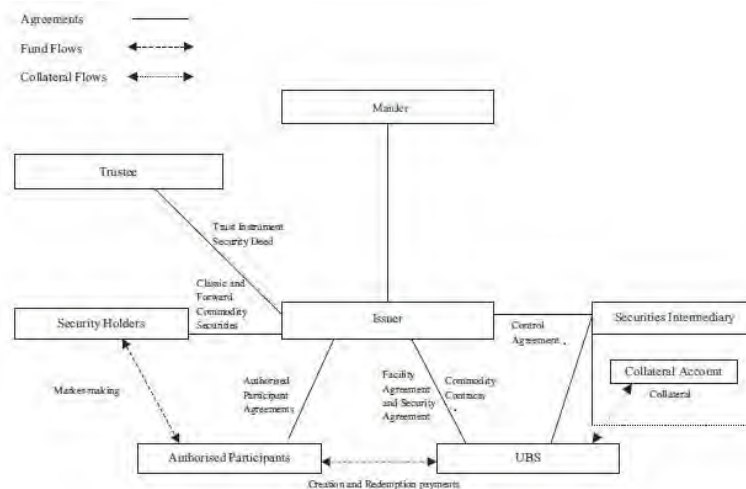 Agreements
Fund Flows
Collateral Flows
Trustee
Trust Instrument
Security Deed
Classic and
Forward
Commodity
Securities
Security Holders
Issuer
Control
Agreement
Securities Intermediary
Collateral Account
Collateral
Market-making
Authorised
Participant
Agreements
Facility
Agreement
and Security
Agreement
Commodity
Contracts
Authorised Participants
UBS
Creation and Redemption payments